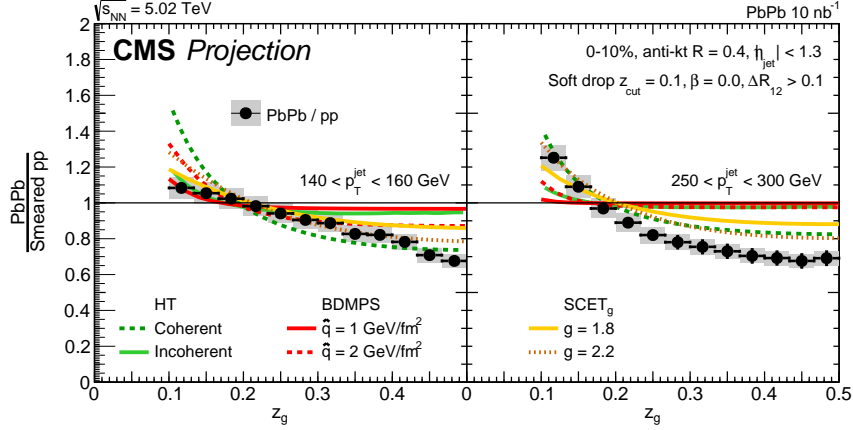 √s_NN = 5.02 TeV
PbPb 10 nb⁻¹
CMS Projection
0-10%, anti-kt R = 0.4, |η_jet| < 1.3
Soft drop z_cut = 0.1, β = 0.0, ΔR_12 > 0.1
PbPb / pp
140 < p_T^jet < 160 GeV
250 < p_T^jet < 300 GeV
PbPb
Smeared pp
2
1.8
1.6
1.4
1.2
1
0.8
0.6
0.4
0.2
0
HT
Coherent
Incoherent
BDMPS
q̂ = 1 GeV/fm²
q̂ = 2 GeV/fm²
SCET_g
g = 1.8
g = 2.2
0 0.1 0.2 0.3 0.4 0 0.1 0.2 0.3 0.4 0.5
z_g z_g